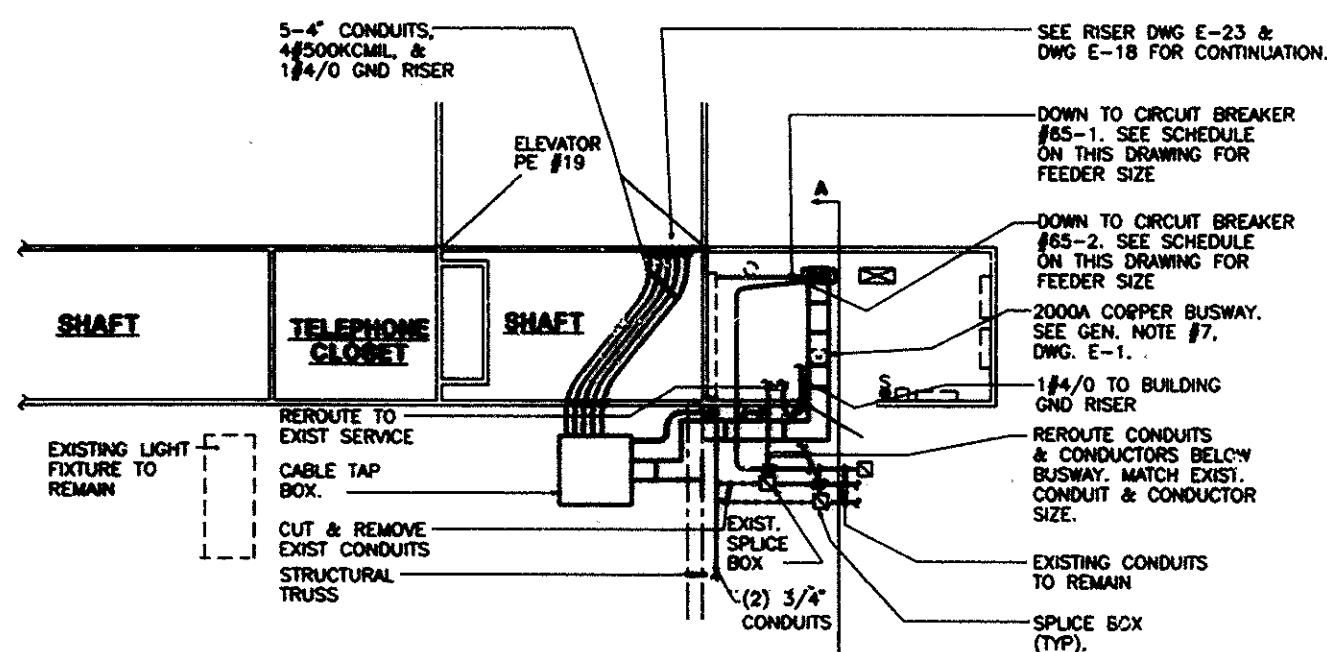 5-4" CONDUITS,
4#500KCMIL, &
1#4/0 GND RISER
SEE RISER DWG E-23 &
DWG E-18 FOR CONTINUATION.
ELEVATOR
PE #19
DOWN TO CIRCUIT BREAKER
#65-1. SEE SCHEDULE
ON THIS DRAWING FOR
FEEDER SIZE
A
DOWN TO CIRCUIT BREAKER
#65-2. SEE SCHEDULE
ON THIS DRAWING FOR
FEEDER SIZE
SHAFT
TELEPHONE
CLOSET
SHAFT
2000A COPPER BUSWAY.
SEE GEN. NOTE #7,
DWG. E-1.
S
1#4/0 TO BUILDING
GND RISER
REROUTE TO
EXIST SERVICE
EXISTING LIGHT
FIXTURE TO
REMAIN
CABLE TAP
BOX.
REROUTE CONDUITS
& CONDUCTORS BELOW
BUSWAY. MATCH EXIST.
CONDUIT & CONDUCTOR
SIZE.
CUT & REMOVE
EXIST CONDUITS
EXIST.
SPLICE
BOX
STRUCTURAL
TRUSS
EXISTING CONDUITS
TO REMAIN
(2) 3/4"
CONDUITS
SPLICE BOX
(TYP).